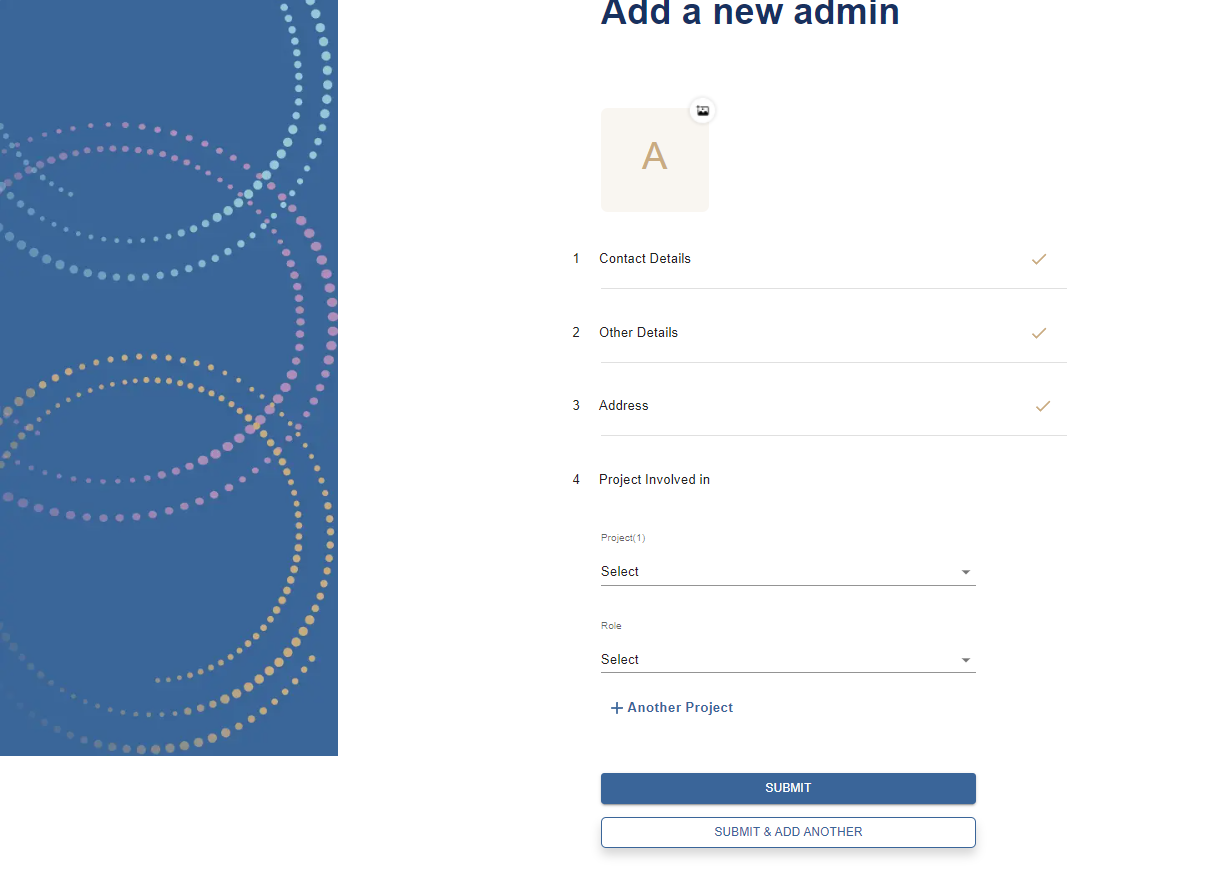 Add a new admin
A
1 Contact Details
2 Other Details
3 Address
4 Project Involved in
Project(1)
Select
Role
Select
+ Another Project
SUBMIT
SUBMIT & ADD ANOTHER